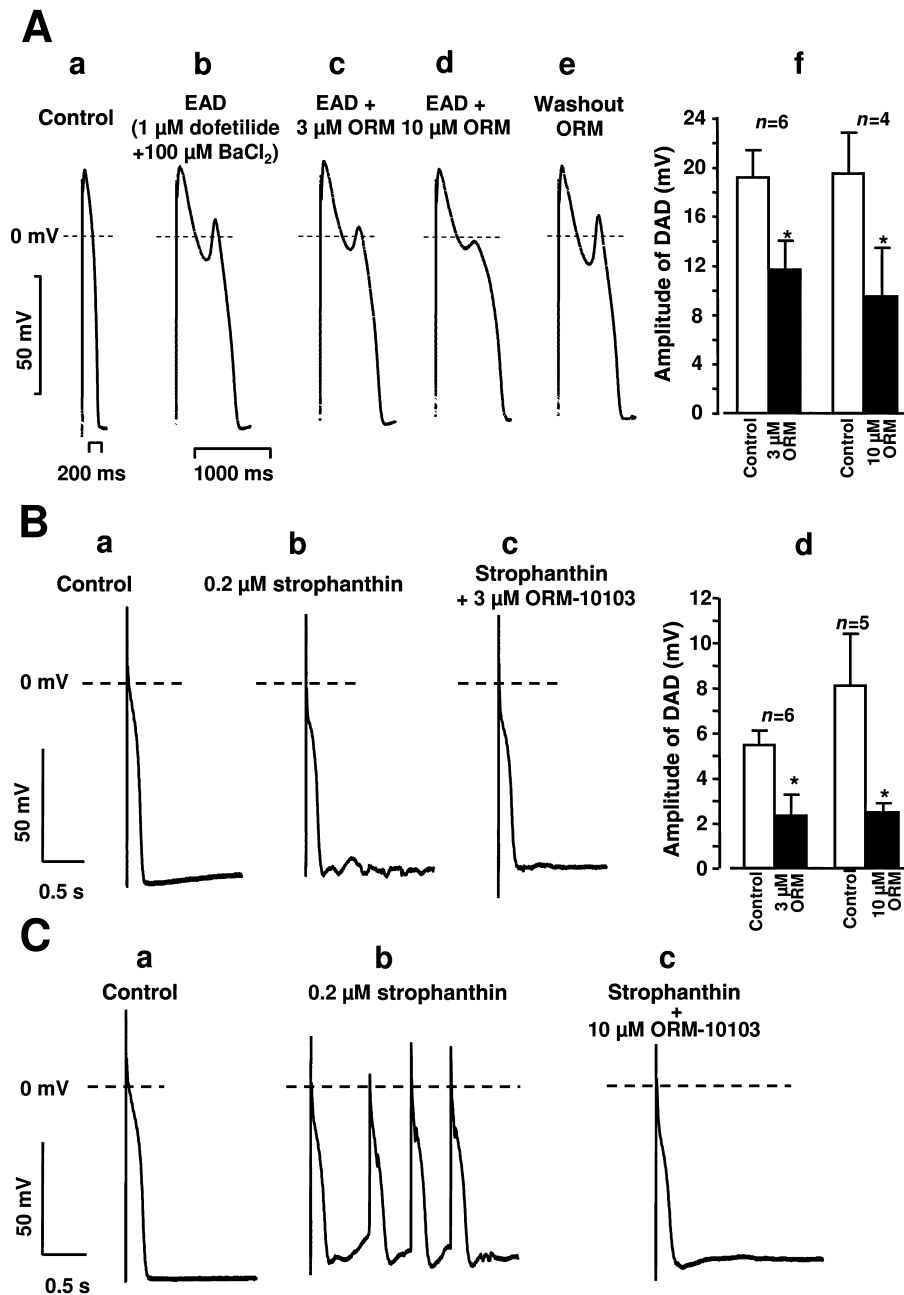 A
a
b
c
d
e
f
Control
EAD
(1 µM dofetilide
+100 µM BaCl2)
EAD +
3 µM ORM
EAD +
10 µM ORM
Washout
ORM
0 mV
50 mV
200 ms
1000 ms
Amplitude of DAD (mV)
24
20
16
12
8
4
0
n=6
n=4
*
*
Control
3 µM
ORM
Control
10 µM
ORM
B
a
b
c
d
Control
0.2 µM strophanthin
Strophanthin
+ 3 µM ORM-10103
0 mV
50 mV
0.5 s
Amplitude of DAD (mV)
12
10
8
6
4
2
0
n=6
n=5
*
*
Control
3 µM
ORM
Control
10 µM
ORM
C
a
b
c
Control
0.2 µM strophanthin
Strophanthin
+
10 µM ORM-10103
0 mV
50 mV
0.5 s